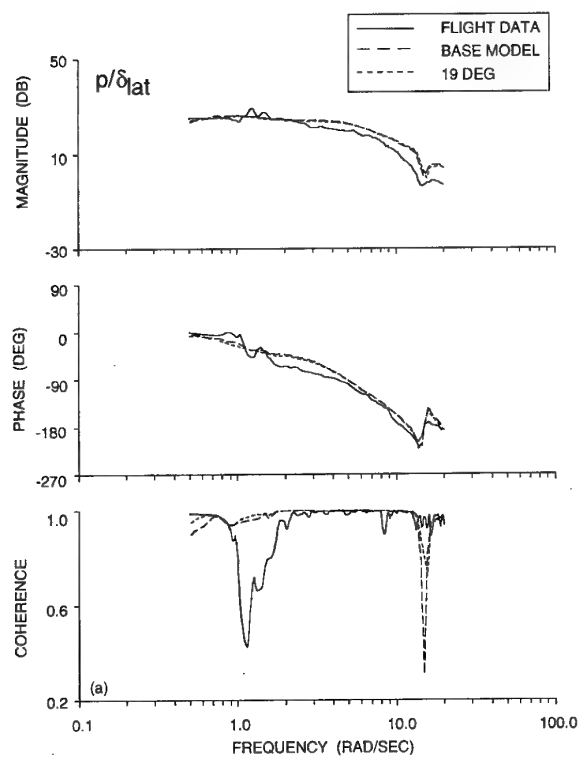 FLIGHT DATA
BASE MODEL
19 DEG
p/δlat
MAGNITUDE (DB)
50
10
-30
PHASE (DEG)
90
0
-90
-180
-270
COHERENCE
1.0
0.6
0.2
(a)
0.1
1.0
10.0
100.0
FREQUENCY (RAD/SEC)